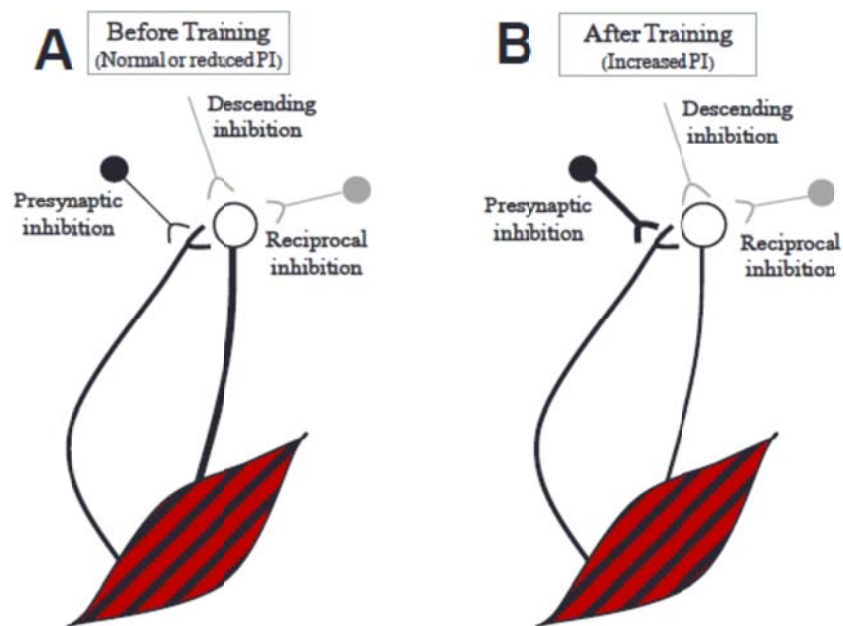 A
Before Training
(Normal or reduced PI)
Descending
inhibition
Presynaptic
inhibition
Reciprocal
inhibition
B
After Training
(Increased PI)
Descending
inhibition
Presynaptic
inhibition
Reciprocal
inhibition